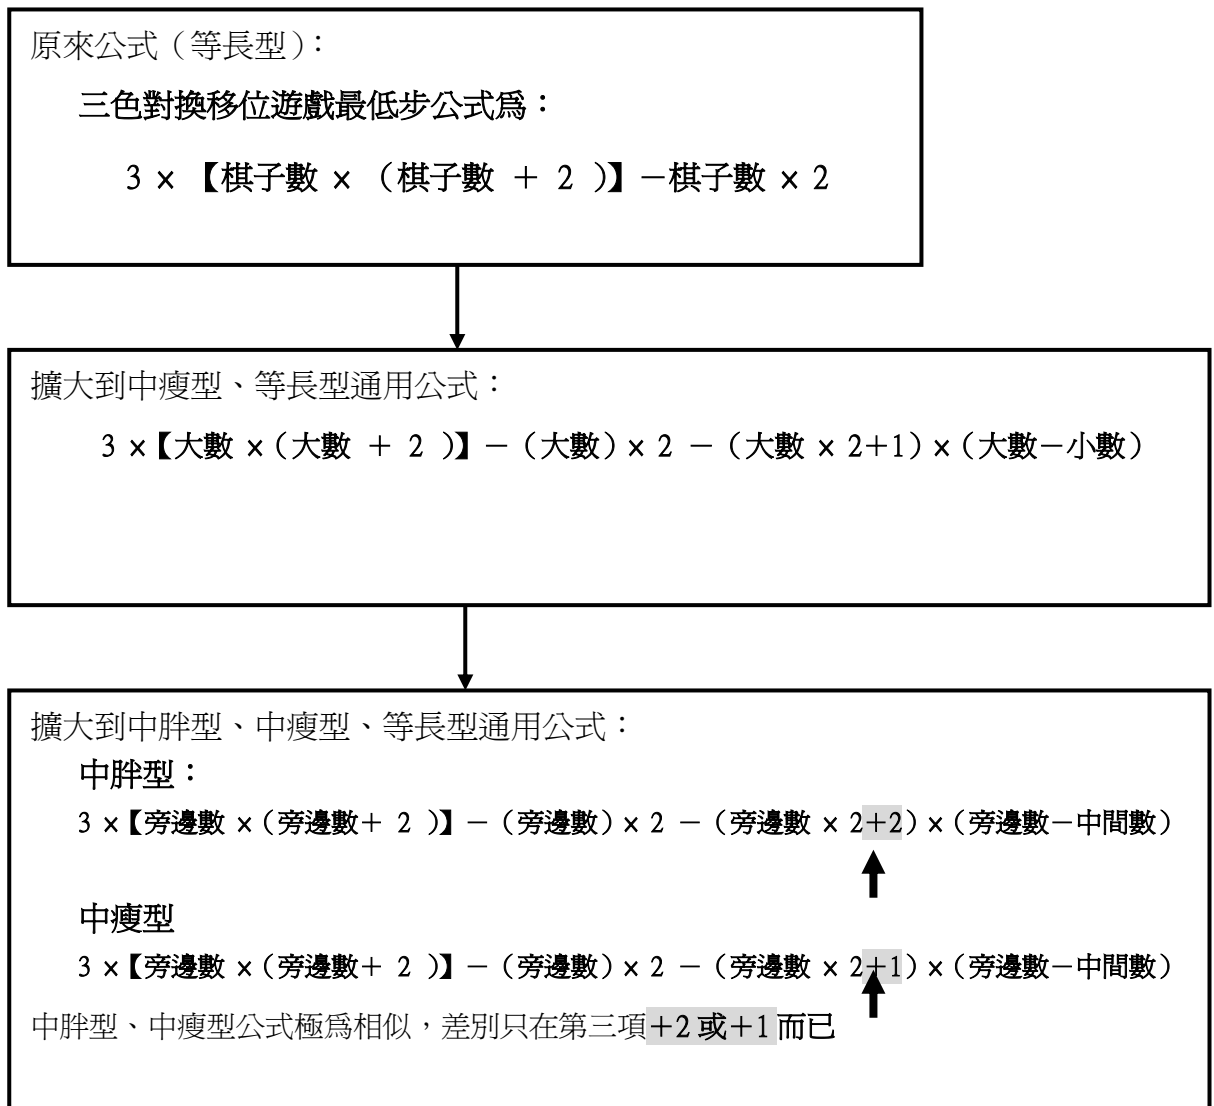 原來公式（等長型）：
三色對換移位遊戲最低步公式為：
3 × 【棋子數 × （棋子數 ＋ 2 ）】－棋子數 × 2
擴大到中瘦型、等長型通用公式：
3 ×【大數 ×（大數 ＋ 2 ）】－（大數）× 2 －（大數 × 2＋1）×（大數－小數）
擴大到中胖型、中瘦型、等長型通用公式：
中胖型：
3 ×【旁邊數 ×（旁邊數＋ 2 ）】－（旁邊數）× 2 －（旁邊數 × 2＋2）×（旁邊數－中間數）
中瘦型
3 ×【旁邊數 ×（旁邊數＋ 2 ）】－（旁邊數）× 2 －（旁邊數 × 2＋1）×（旁邊數－中間數）
中胖型、中瘦型公式極為相似，差別只在第三項＋2 或＋1 而已